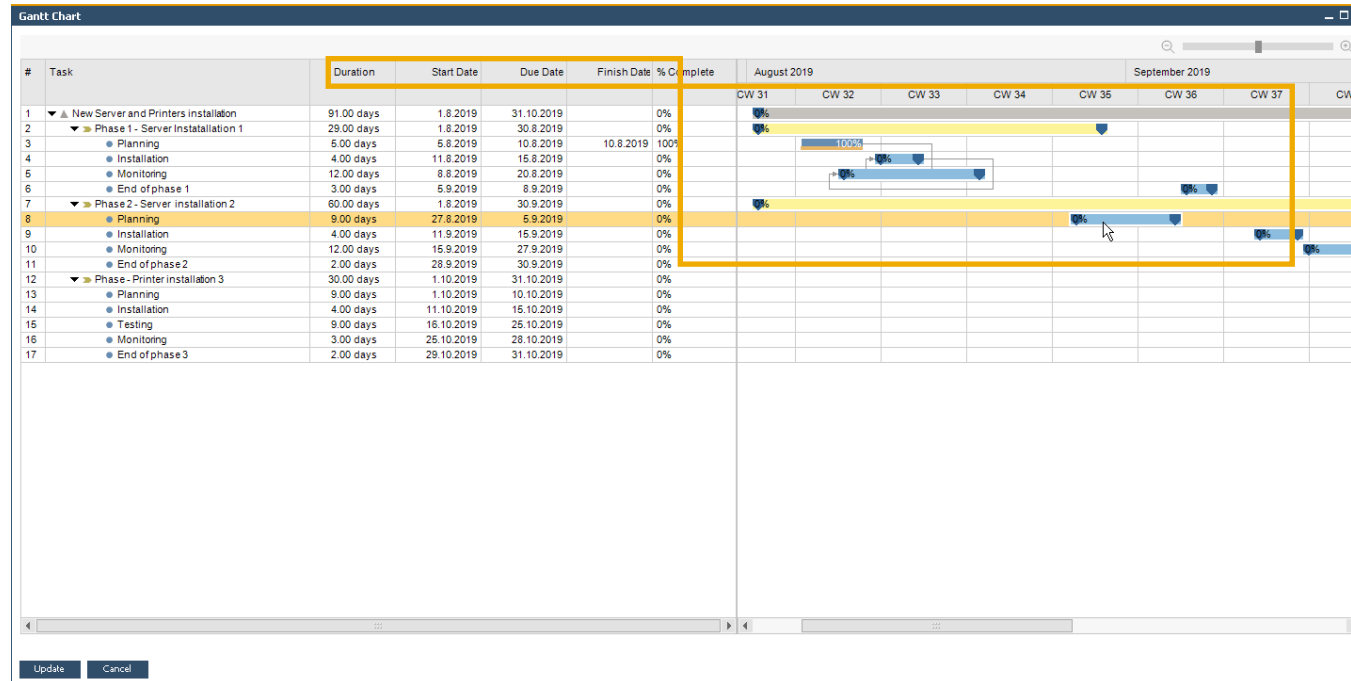 Gantt Chart
# Task Duration Start Date Due Date Finish Date % Complete August 2019 September 2019
CW 31 CW 32 CW 33 CW 34 CW 35 CW 36 CW 37 CW
1 New Server and Printers installation 91.00 days 1.8.2019 31.10.2019 0% 0%
2 Phase 1 - Server Instatallation 1 29.00 days 1.8.2019 30.8.2019 0% 0%
3 Planning 5.00 days 5.8.2019 10.8.2019 10.8.2019 100% 100%
4 Installation 4.00 days 11.8.2019 15.8.2019 0% 0%
5 Monitoring 12.00 days 8.8.2019 20.8.2019 0% 0%
6 End of phase 1 3.00 days 5.9.2019 8.9.2019 0% 0%
7 Phase 2 - Server installation 2 60.00 days 1.8.2019 30.9.2019 0% 0%
8 Planning 9.00 days 27.8.2019 5.9.2019 0% 0%
9 Installation 4.00 days 11.9.2019 15.9.2019 0% 0%
10 Monitoring 12.00 days 15.9.2019 27.9.2019 0% 0%
11 End of phase 2 2.00 days 28.9.2019 30.9.2019 0%
12 Phase - Printer installation 3 30.00 days 1.10.2019 31.10.2019 0%
13 Planning 9.00 days 1.10.2019 10.10.2019 0%
14 Installation 4.00 days 11.10.2019 15.10.2019 0%
15 Testing 9.00 days 16.10.2019 25.10.2019 0%
16 Monitoring 3.00 days 25.10.2019 28.10.2019 0%
17 End of phase 3 2.00 days 29.10.2019 31.10.2019 0%
Update Cancel